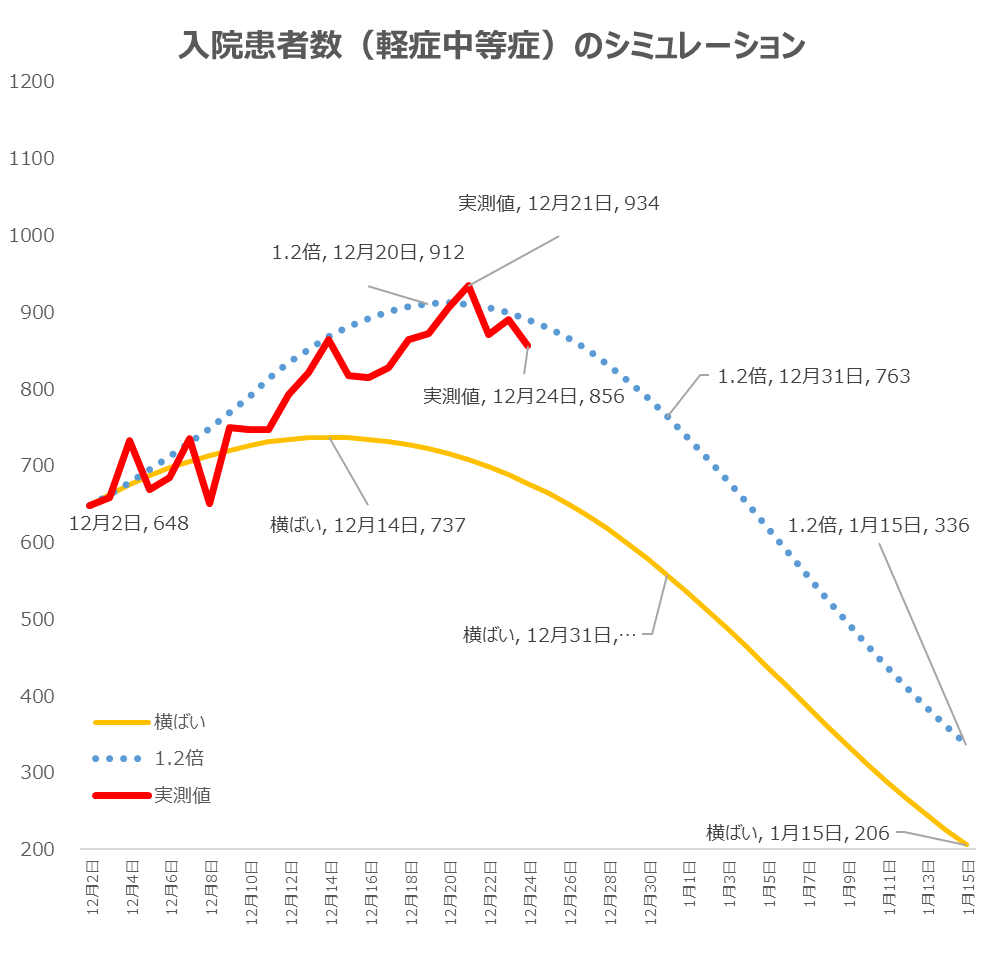 入院患者数（軽症中等症）のシミュレーション
1200
1100
1000
900
800
700
600
500
400
300
200
実測値, 12月21日, 934
1.2倍, 12月20日, 912
1.2倍, 12月31日, 763
実測値, 12月24日, 856
12月2日, 648
横ばい, 12月14日, 737
1.2倍, 1月15日, 336
横ばい, 12月31日,…
横ばい, 1月15日, 206
横ばい
1.2倍
実測値
12月2日
12月4日
12月6日
12月8日
12月10日
12月12日
12月14日
12月16日
12月18日
12月20日
12月22日
12月24日
12月26日
12月28日
12月30日
1月1日
1月3日
1月5日
1月7日
1月9日
1月11日
1月13日
1月15日